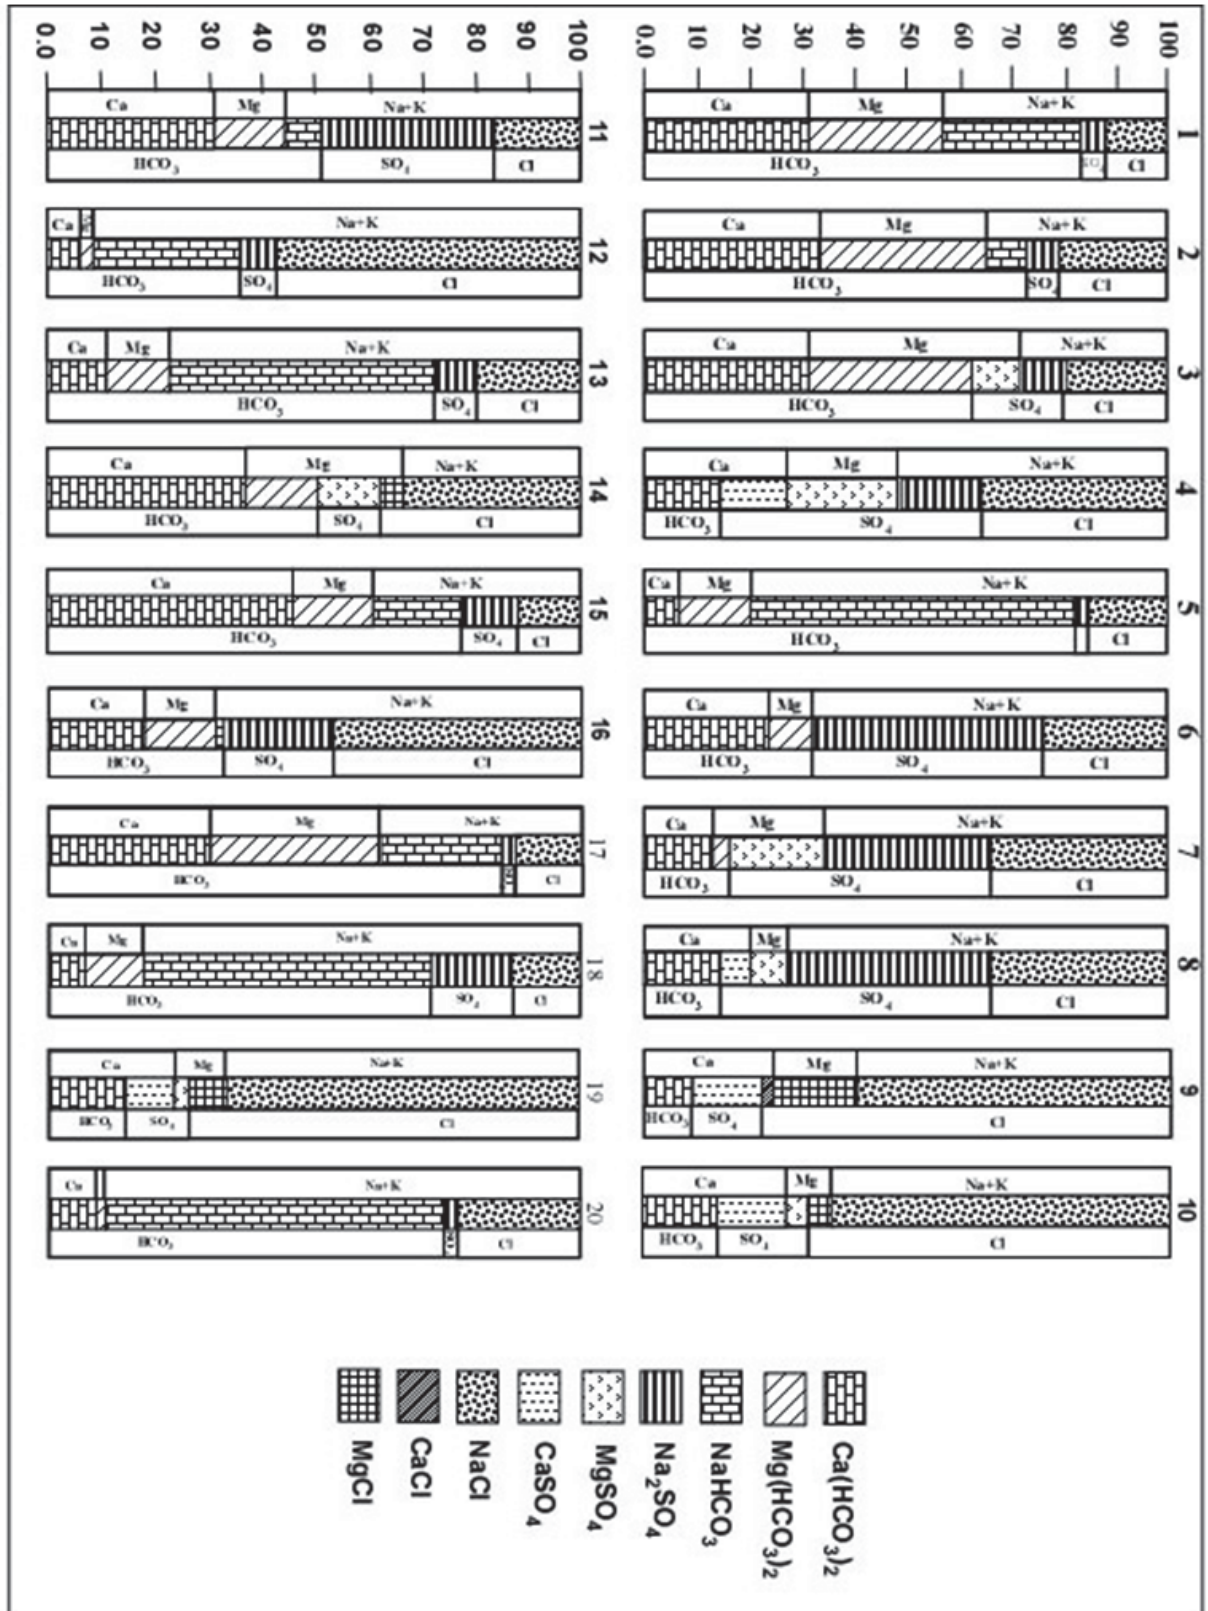 0.0 10 20 30 40 50 60 70 80 90 100
0.0 10 20 30 40 50 60 70 80 90 100
Ca Mg Na+K
11
HCO₃ SO₄ Cl
Ca Mg Na+K
1
HCO₃ SO₄ Cl
Ca Mg Na+K
12
HCO₃ SO₄ Cl
Ca Mg Na+K
2
HCO₃ SO₄ Cl
Ca Mg Na+K
13
HCO₃ SO₄ Cl
Ca Mg Na+K
3
HCO₃ SO₄ Cl
Ca Mg Na+K
14
HCO₃ SO₄ Cl
Ca Mg Na+K
4
HCO₃ SO₄ Cl
Ca Mg Na+K
15
HCO₃ SO₄ Cl
Ca Mg Na+K
5
HCO₃ Cl
Ca Mg Na+K
16
HCO₃ SO₄ Cl
Ca Mg Na+K
6
HCO₃ SO₄ Cl
Ca Mg Na+K
17
HCO₃ Cl
Ca Mg Na+K
7
HCO₃ SO₄ Cl
Ca Mg Na+K
18
HCO₃ SO₄ Cl
Ca Mg Na+K
8
HCO₃ SO₄ Cl
Ca Mg Na+K
19
HCO₃ SO₄ Cl
Ca Mg Na+K
9
HCO₃ SO₄ Cl
Ca Na+K
20
HCO₃ Cl
Ca Mg Na+K
10
HCO₃ SO₄ Cl
Ca(HCO₃)₂
Mg(HCO₃)₂
NaHCO₃
Na₂SO₄
MgSO₄
CaSO₄
NaCl
CaCl
MgCl